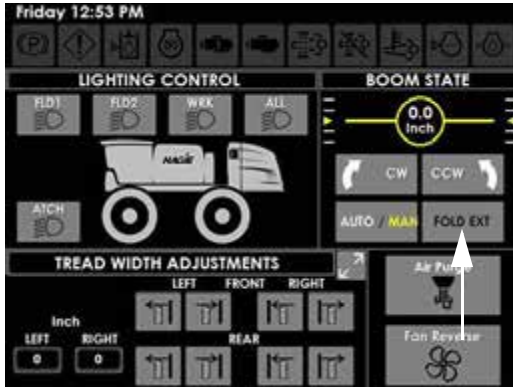 Friday 12:53 PM
LIGHTING CONTROL
FLD1 FLD2 WRK ALL
HAGIE
ATCH
BOOM STATE
0.0
Inch
CW CCW
AUTO / MAN FOLD EXT
TREAD WIDTH ADJUSTMENTS
LEFT FRONT RIGHT
Inch
LEFT RIGHT
0 0
REAR
Air Purge
Fan Reverse